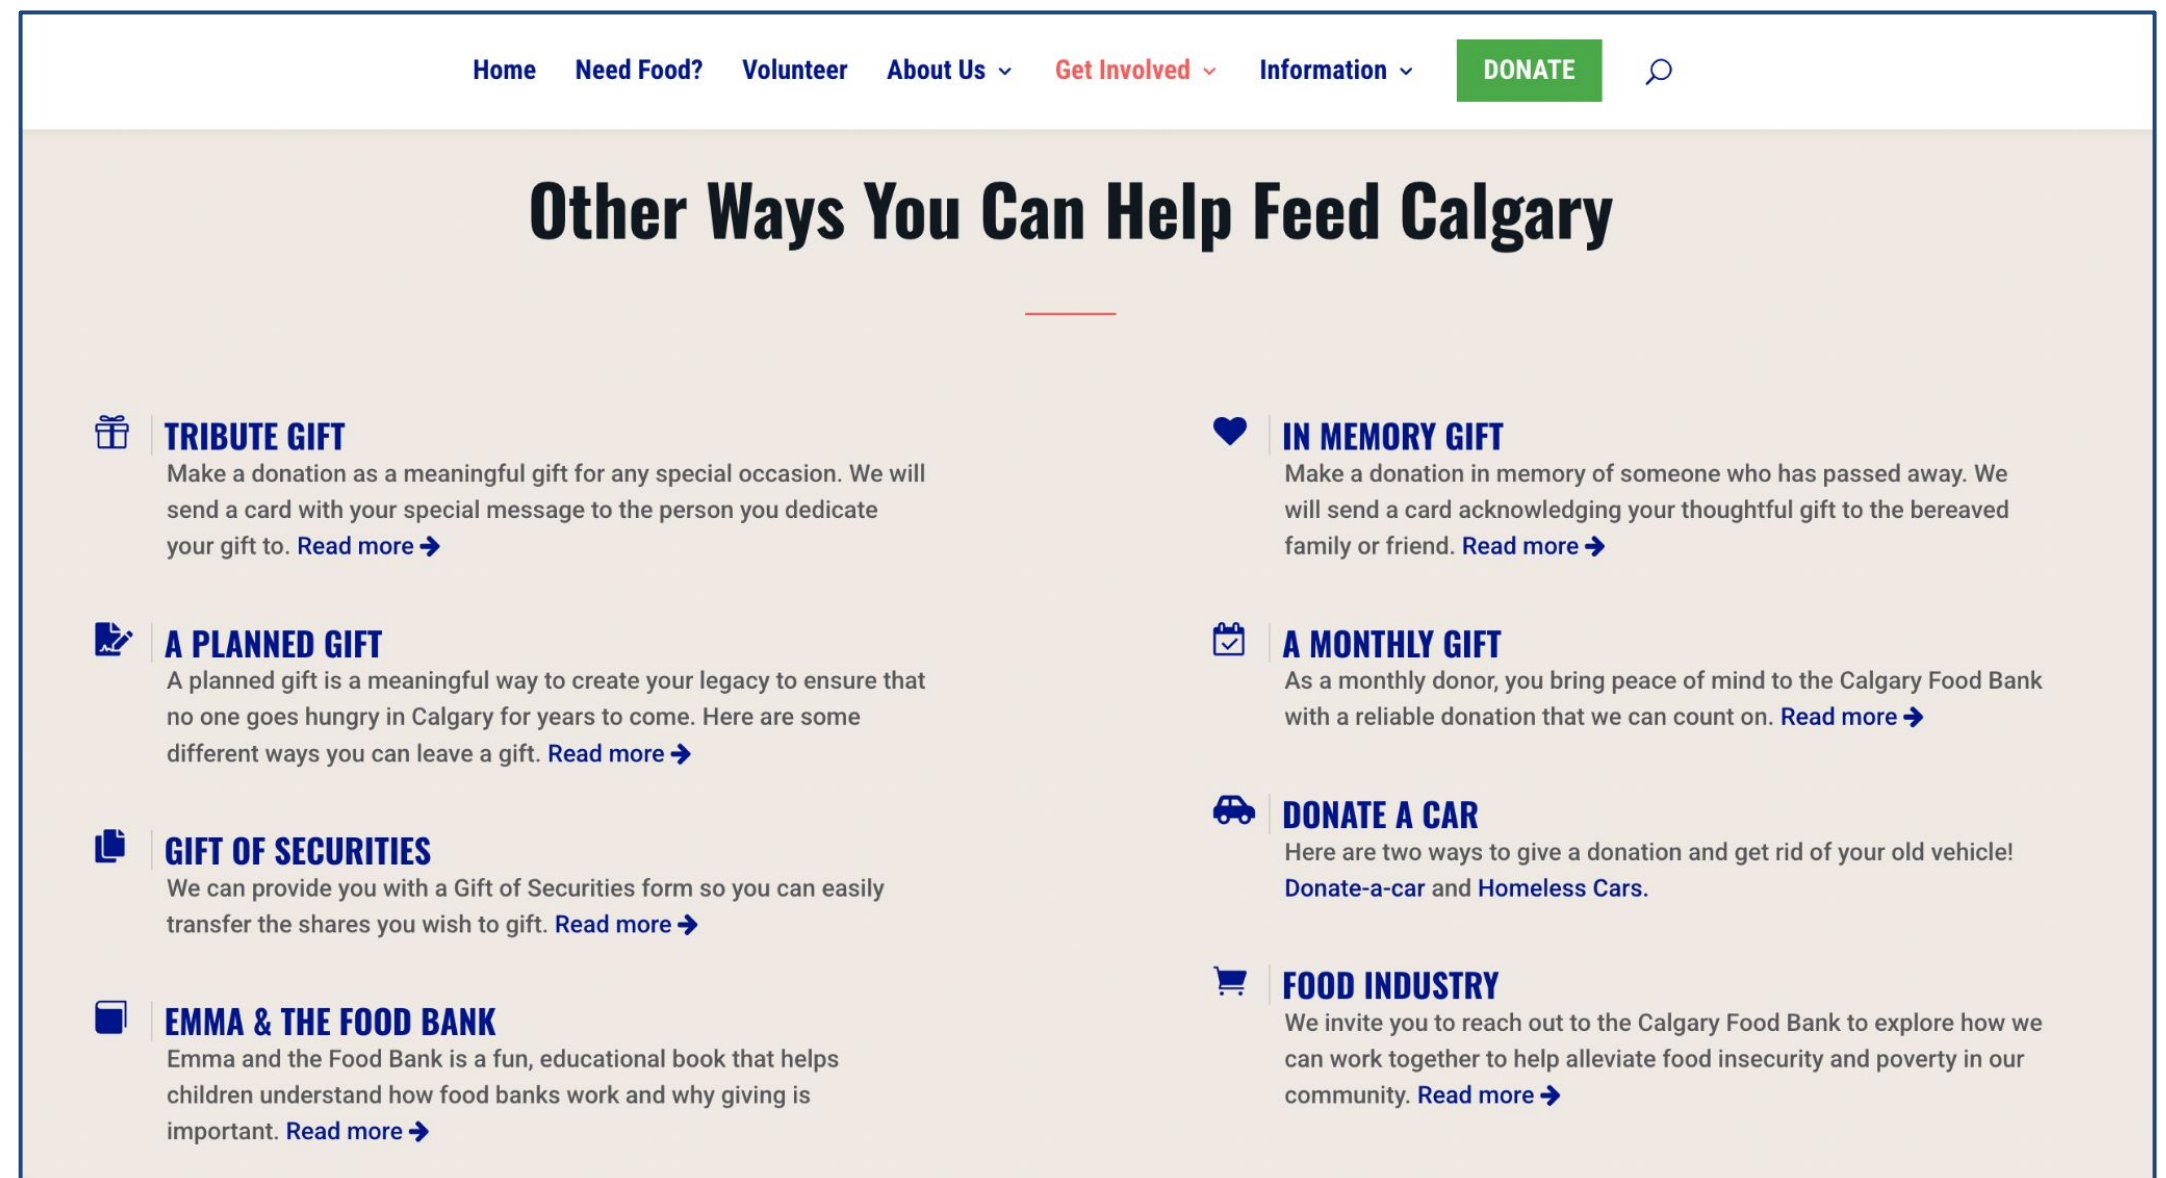 Home Need Food? Volunteer About Us Get Involved Information DONATE
Other Ways You Can Help Feed Calgary
TRIBUTE GIFT
Make a donation as a meaningful gift for any special occasion. We will
send a card with your special message to the person you dedicate
your gift to. Read more
A PLANNED GIFT
A planned gift is a meaningful way to create your legacy to ensure that
no one goes hungry in Calgary for years to come. Here are some
different ways you can leave a gift. Read more
GIFT OF SECURITIES
We can provide you with a Gift of Securities form so you can easily
transfer the shares you wish to gift. Read more
EMMA & THE FOOD BANK
Emma and the Food Bank is a fun, educational book that helps
children understand how food banks work and why giving is
important. Read more
IN MEMORY GIFT
Make a donation in memory of someone who has passed away. We
will send a card acknowledging your thoughtful gift to the bereaved
family or friend. Read more
A MONTHLY GIFT
As a monthly donor, you bring peace of mind to the Calgary Food Bank
with a reliable donation that we can count on. Read more
DONATE A CAR
Here are two ways to give a donation and get rid of your old vehicle!
Donate-a-car and Homeless Cars.
FOOD INDUSTRY
We invite you to reach out to the Calgary Food Bank to explore how we
can work together to help alleviate food insecurity and poverty in our
community. Read more